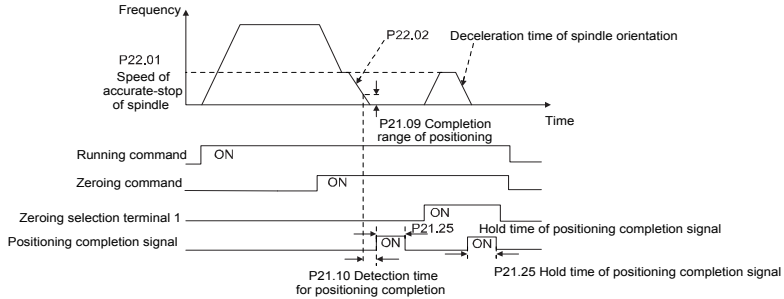 Frequency
P22.02
Deceleration time of spindle orientation
P22.01
Speed of
accurate-stop
of spindle
Time
P21.09 Completion
range of positioning
Running command
ON
Zeroing command
ON
Zeroing selection terminal 1
ON
P21.25
Hold time of positioning completion signal
Positioning completion signal
ON
ON
P21.10 Detection time
for positioning completion
P21.25 Hold time of positioning completion signal